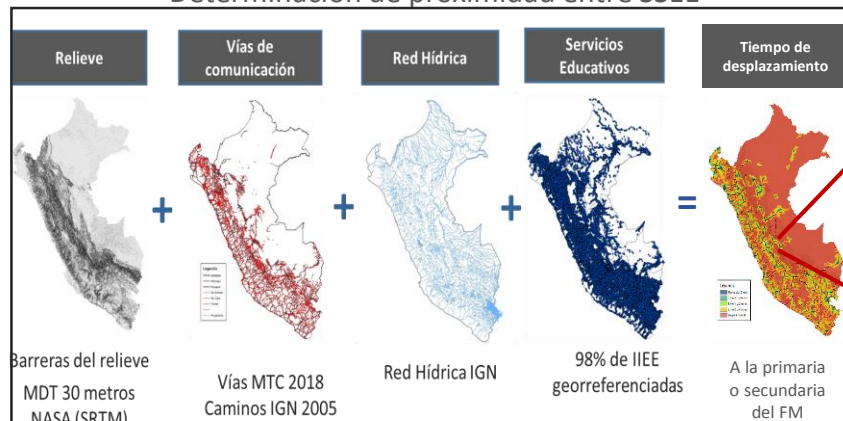 Determinación de proximidad entre SSEE
Relieve
Vías de
comunicación
Red Hídrica
Servicios
Educativos
Tiempo de
desplazamiento
+
+
+
=
Barreras del relieve
MDT 30 metros
NASA (SRTM)
Vías MTC 2018
Caminos IGN 2005
Red Hídrica IGN
98% de IIEE
georreferenciadas
A la primaria
o secundaria
del FM